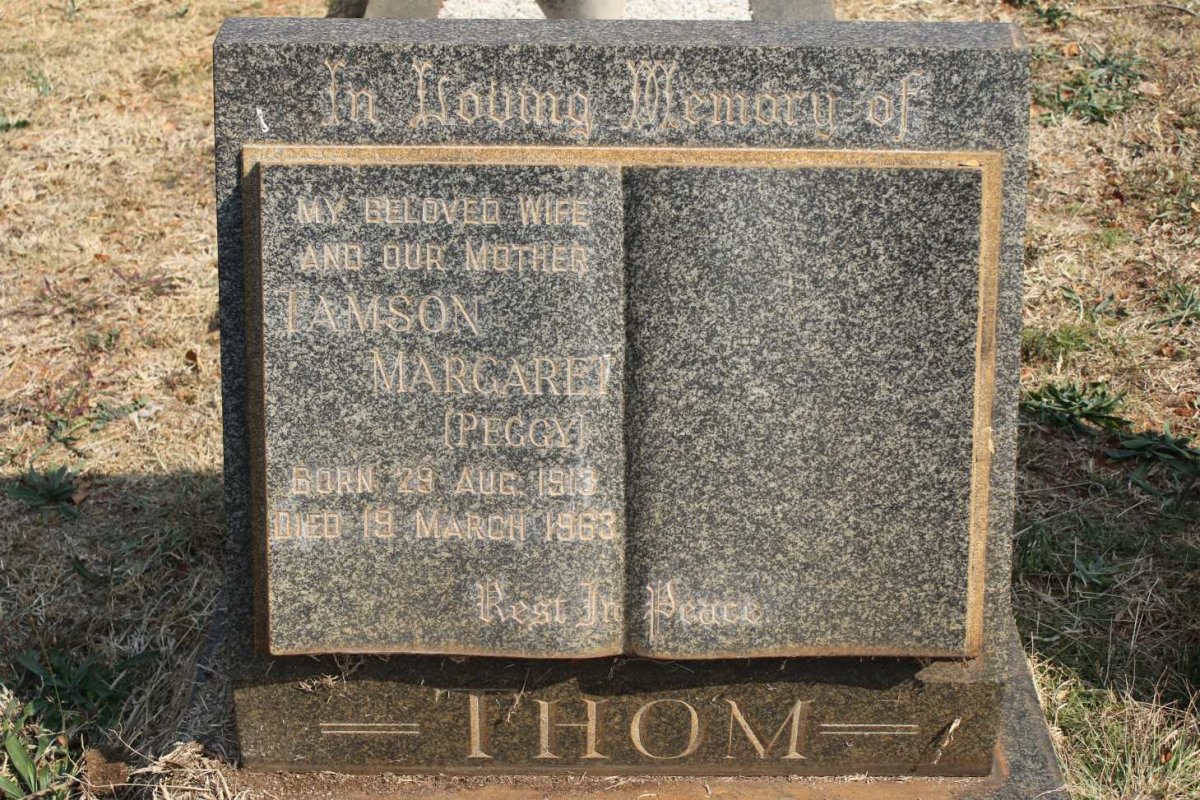 In Loving Memory of
MY BELOVED WIFE
AND OUR MOTHER
TAMSON
MARGARET
(PEGGY)
BORN 29 AUG. 1913
DIED 19 MARCH 1963
Rest In Peace
THOM